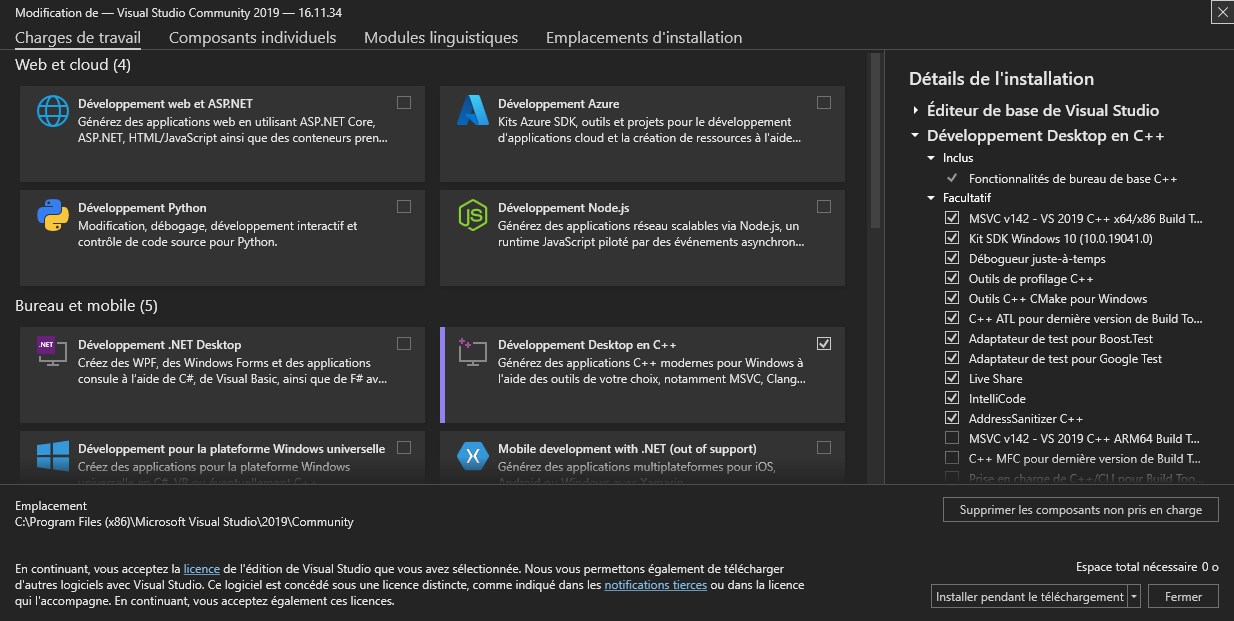 Modification de — Visual Studio Community 2019 — 16.11.34
Charges de travail
Composants individuels
Modules linguistiques
Emplacements d'installation
Web et cloud (4)
Développement web et ASP.NET
Générez des applications web en utilisant ASP.NET Core,
ASP.NET, HTML/JavaScript ainsi que des conteneurs pren...
Développement Azure
Kits Azure SDK, outils et projets pour le développement
d'applications cloud et la création de ressources à l'aide...
Développement Python
Modification, débogage, développement interactif et
contrôle de code source pour Python.
Développement Node.js
Générez des applications réseau scalables via Node.js, un
runtime JavaScript piloté par des événements asynchron...
Bureau et mobile (5)
.NET
Développement .NET Desktop
Créez des WPF, des Windows Forms et des applications
console à l'aide de C#, de Visual Basic, ainsi que de F# av...
Développement Desktop en C++
Générez des applications C++ modernes pour Windows à
l'aide des outils de votre choix, notamment MSVC, Clang...
Développement pour la plateforme Windows universelle
Créez des applications pour la plateforme Windows
universelle en C#, VB ou éventuellement C++.
Mobile development with .NET (out of support)
Générez des applications multiplateformes pour iOS,
Android ou Windows avec Xamarin.
Détails de l'installation
Éditeur de base de Visual Studio
Développement Desktop en C++
Inclus
Fonctionnalités de bureau de base C++
Facultatif
MSVC v142 - VS 2019 C++ x64/x86 Build T...
Kit SDK Windows 10 (10.0.19041.0)
Débogueur juste-à-temps
Outils de profilage C++
Outils C++ CMake pour Windows
C++ ATL pour dernière version de Build To...
Adaptateur de test pour Boost.Test
Adaptateur de test pour Google Test
Live Share
IntelliCode
AddressSanitizer C++
MSVC v142 - VS 2019 C++ ARM64 Build T...
C++ MFC pour dernière version de Build T...
Prise en charge de C++/CLI pour Build Too...
Emplacement
C:\Program Files (x86)\Microsoft Visual Studio\2019\Community
Supprimer les composants non pris en charge
En continuant, vous acceptez la licence de l'édition de Visual Studio que vous avez sélectionnée. Nous vous permettons également de télécharger
d'autres logiciels avec Visual Studio. Ce logiciel est concédé sous une licence distincte, comme indiqué dans les notifications tierces ou dans la licence
qui l'accompagne. En continuant, vous acceptez également ces licences.
Espace total nécessaire 0 o
Installer pendant le téléchargement
Fermer